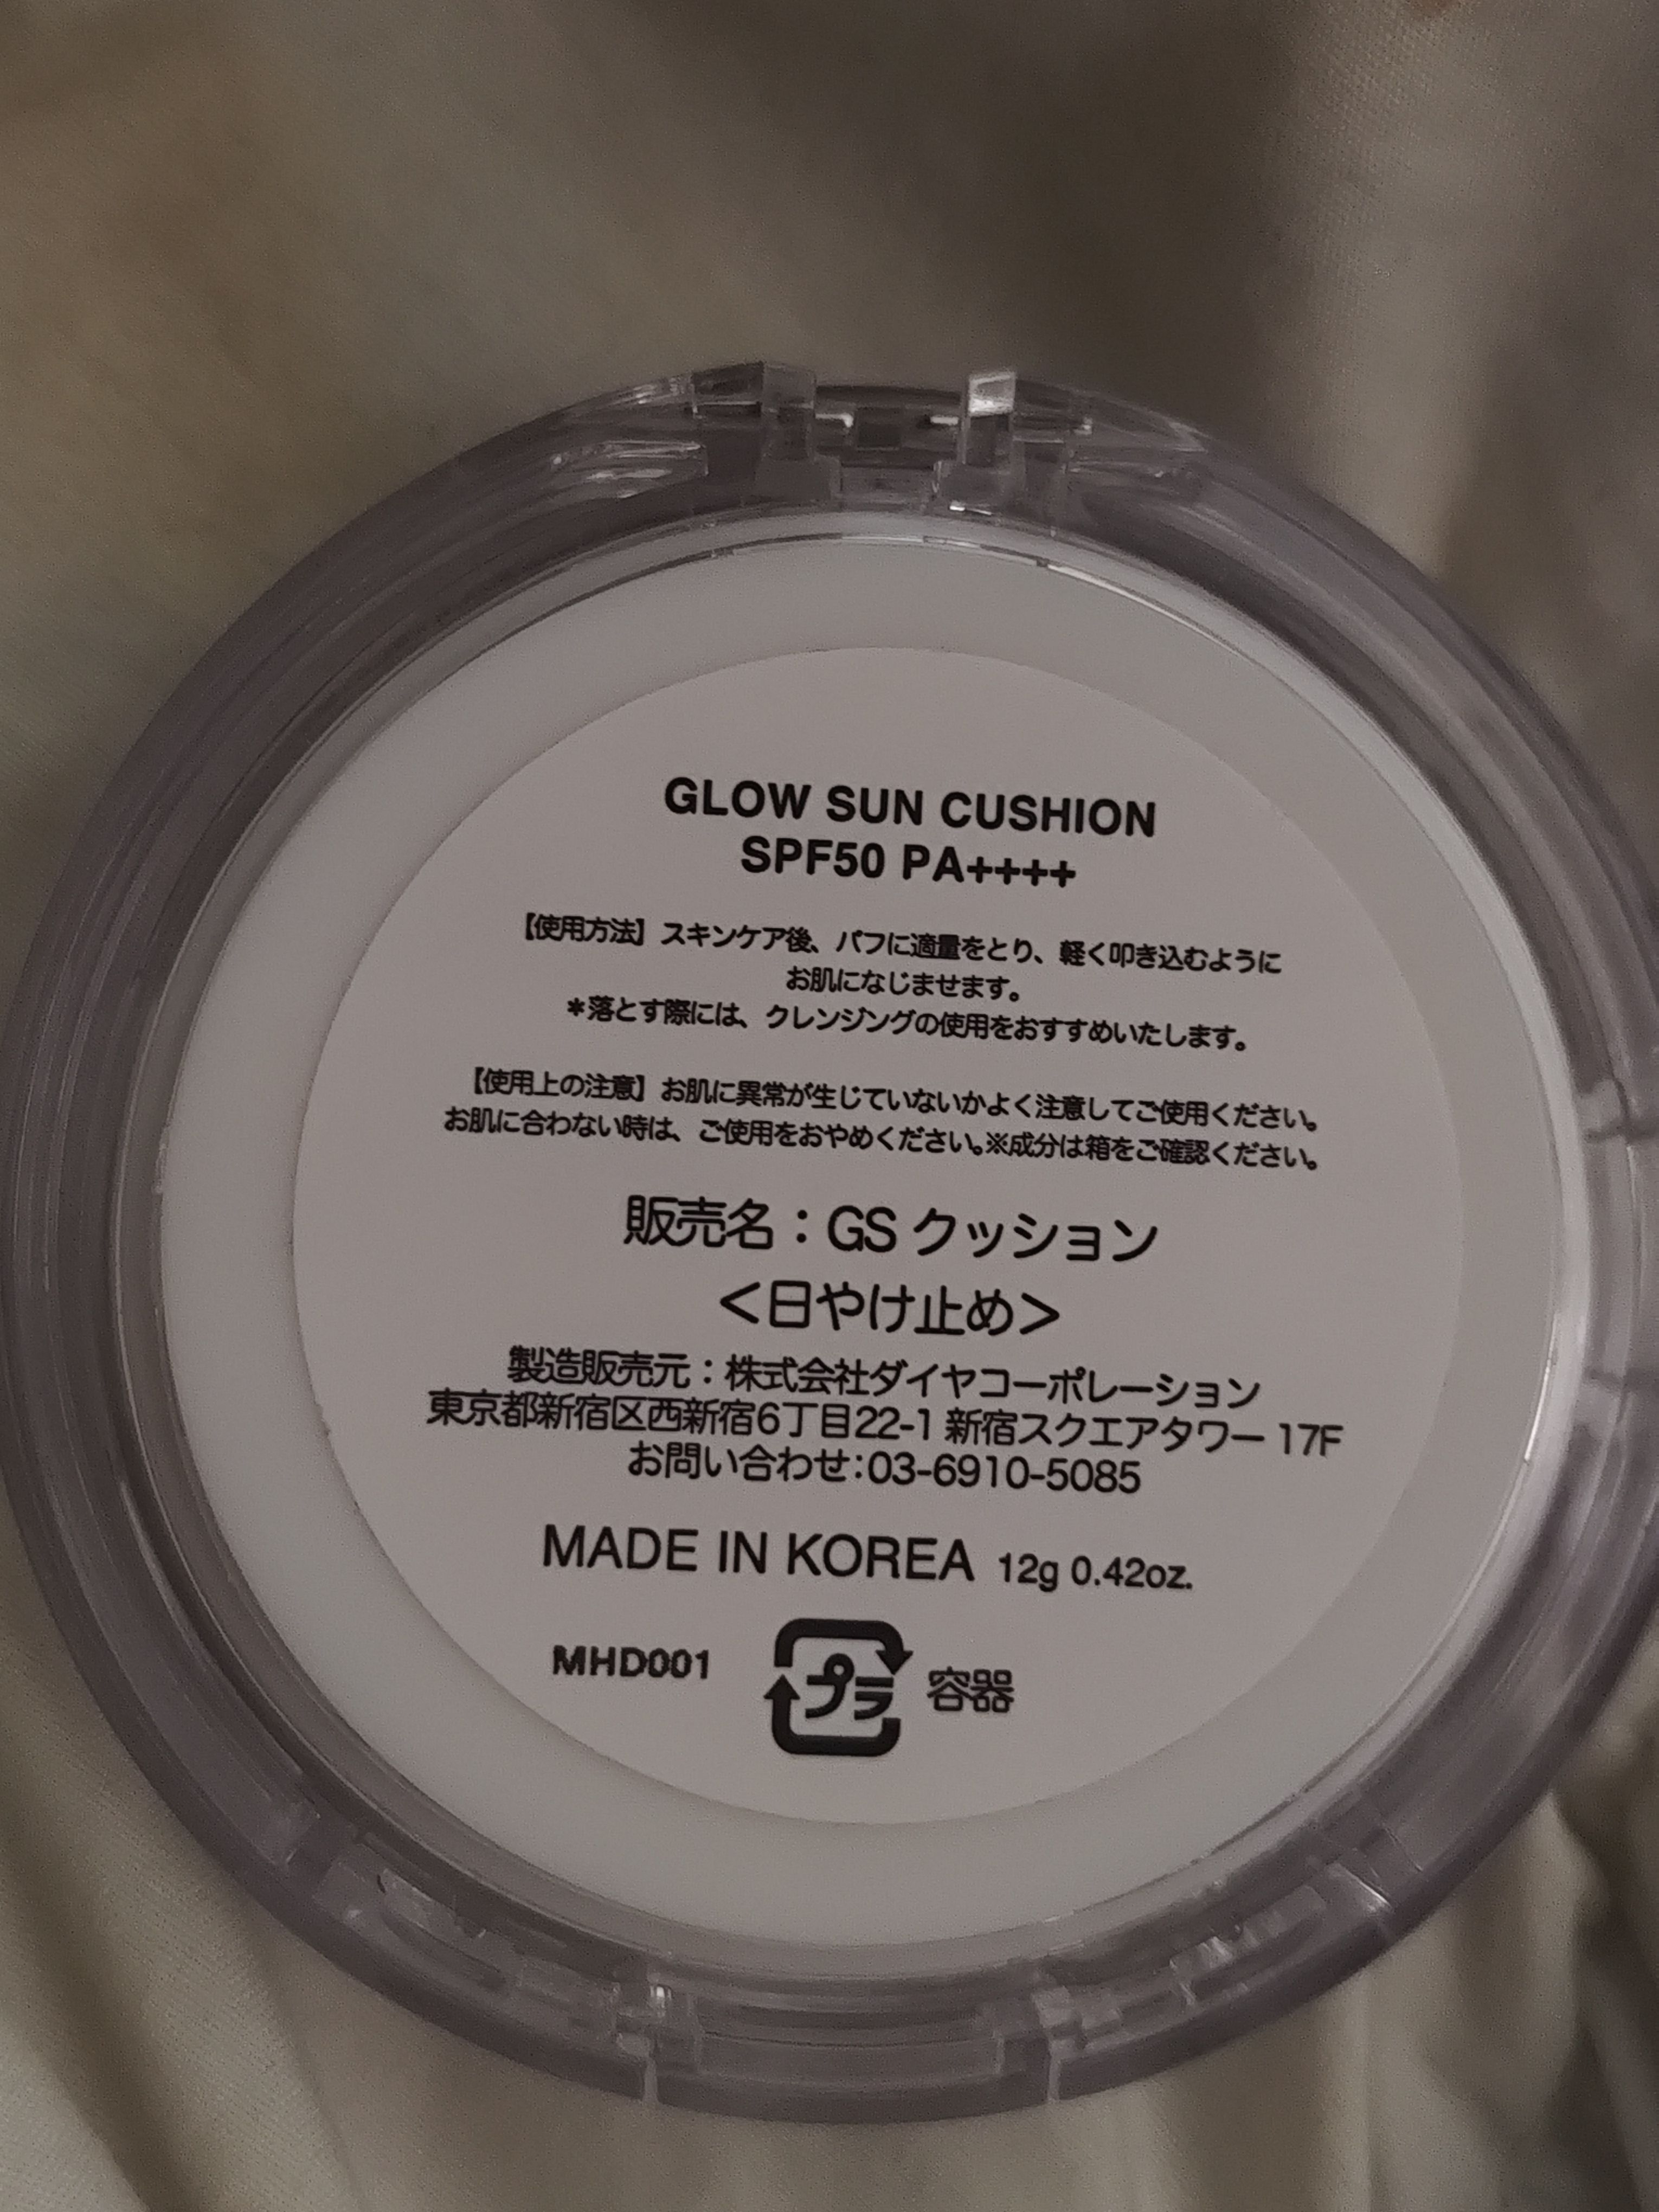 GLOW SUN CUSHION
SPF50 PA++++
【使用方法】スキンケア後、パフに適量をとり、軽く叩き込むように
お肌になじませます。
*落とす際には、クレンジングの使用をおすすめいたします。
【使用上の注意】お肌に異常が生じていないかよく注意してご使用ください。
お肌に合わない時は、ご使用をおやめください。※成分は箱をご確認ください。
販売名：GS クッション
＜日やけ止め＞
製造販売元：株式会社ダイヤコーポレーション
東京都新宿区西新宿6丁目22-1 新宿スクエアタワー 17F
お問い合わせ:03-6910-5085
MADE IN KOREA 12g 0.42oz.
MHD001 プラ 容器